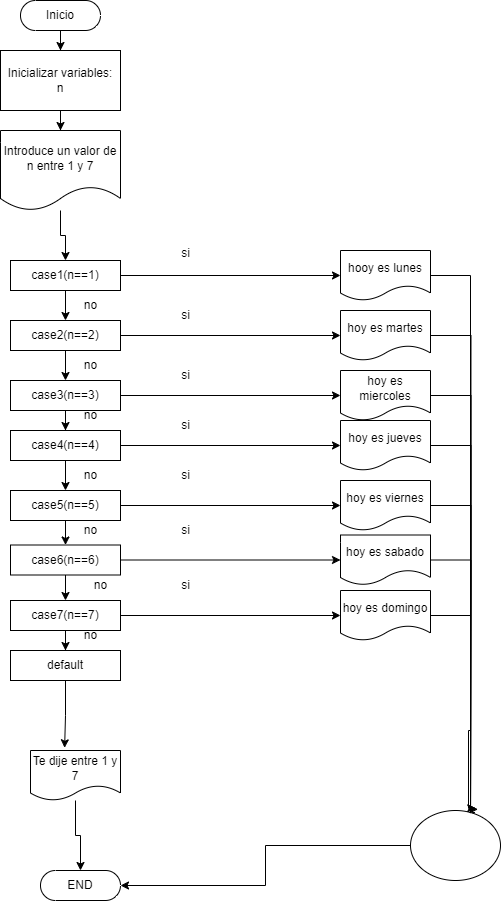 Inicio
Inicializar variables:
n
Introduce un valor de
n entre 1 y 7
si
case1(n==1)
hooy es lunes
no
si
case2(n==2)
hoy es martes
no
si
case3(n==3)
hoy es
miercoles
no
si
case4(n==4)
hoy es jueves
no
si
case5(n==5)
hoy es viernes
no
si
case6(n==6)
hoy es sabado
no
si
case7(n==7)
hoy es domingo
no
default
Te dije entre 1 y
7
END